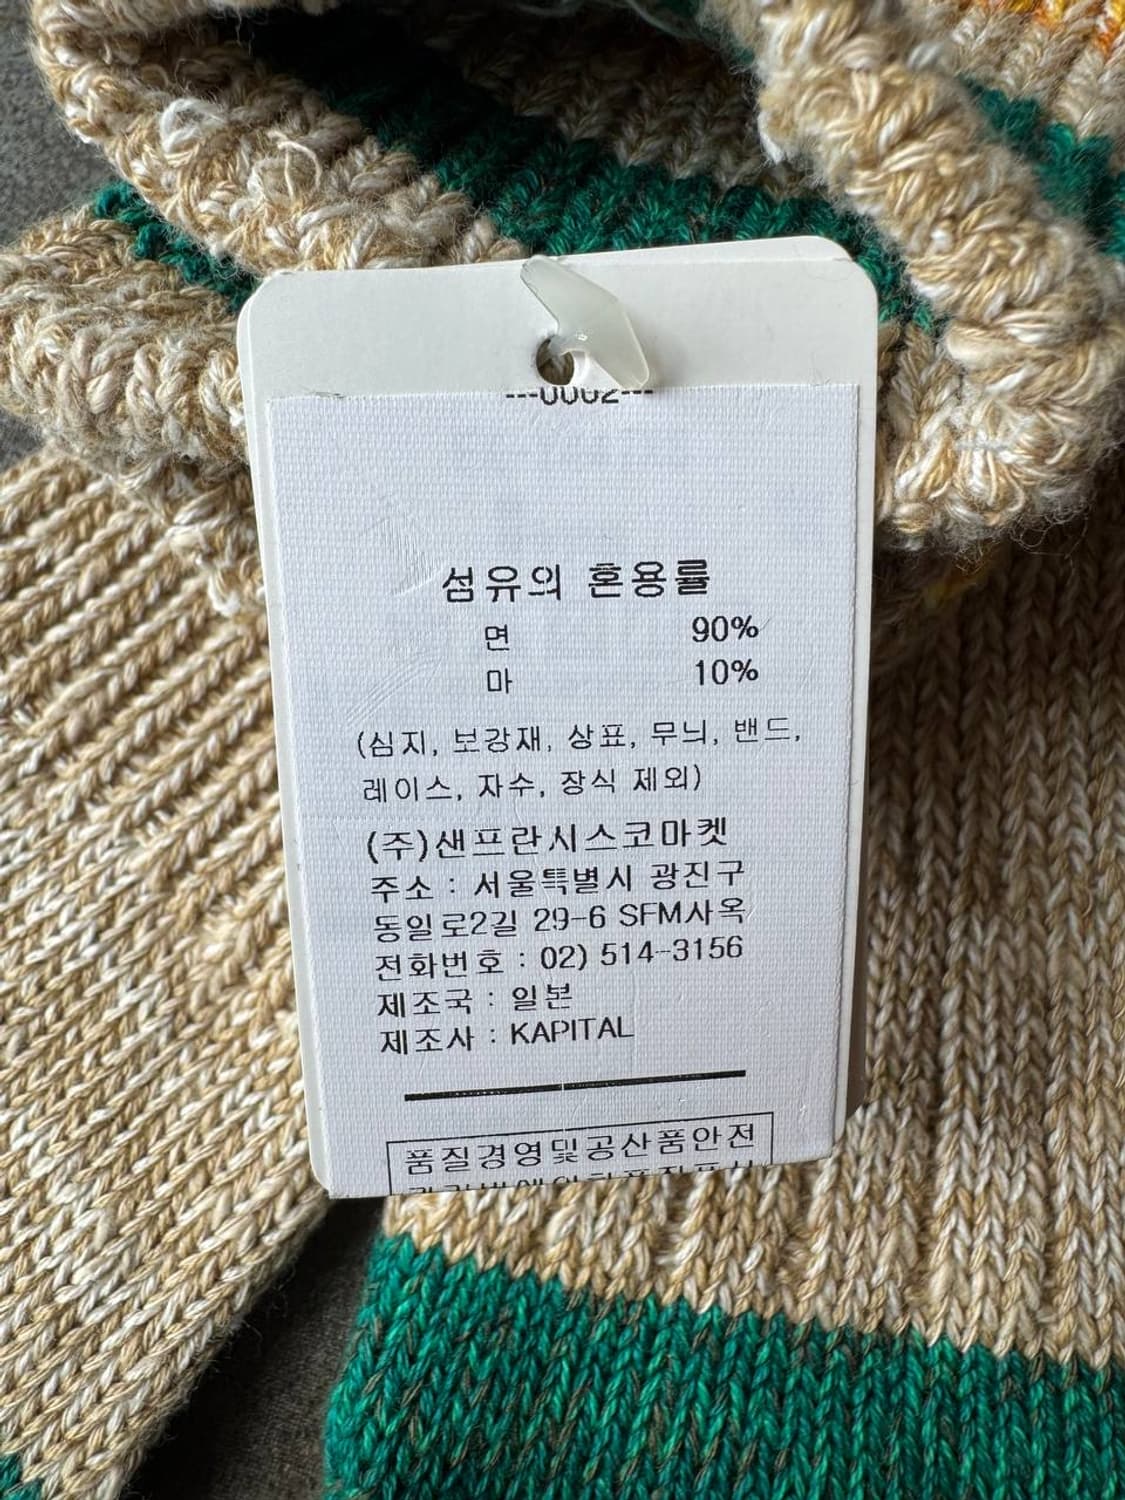 ---0002---
섬유의 혼용률
면 90%
마 10%
(심지, 보강재, 상표, 무늬, 밴드,
레이스, 자수, 장식 제외)
(주)샌프란시스코마켓
주소 : 서울특별시 광진구
동일로2길 29-6 SFM사옥
전화번호 : 02) 514-3156
제조국 : 일본
제조사 : KAPITAL
품질경영및공산품안전